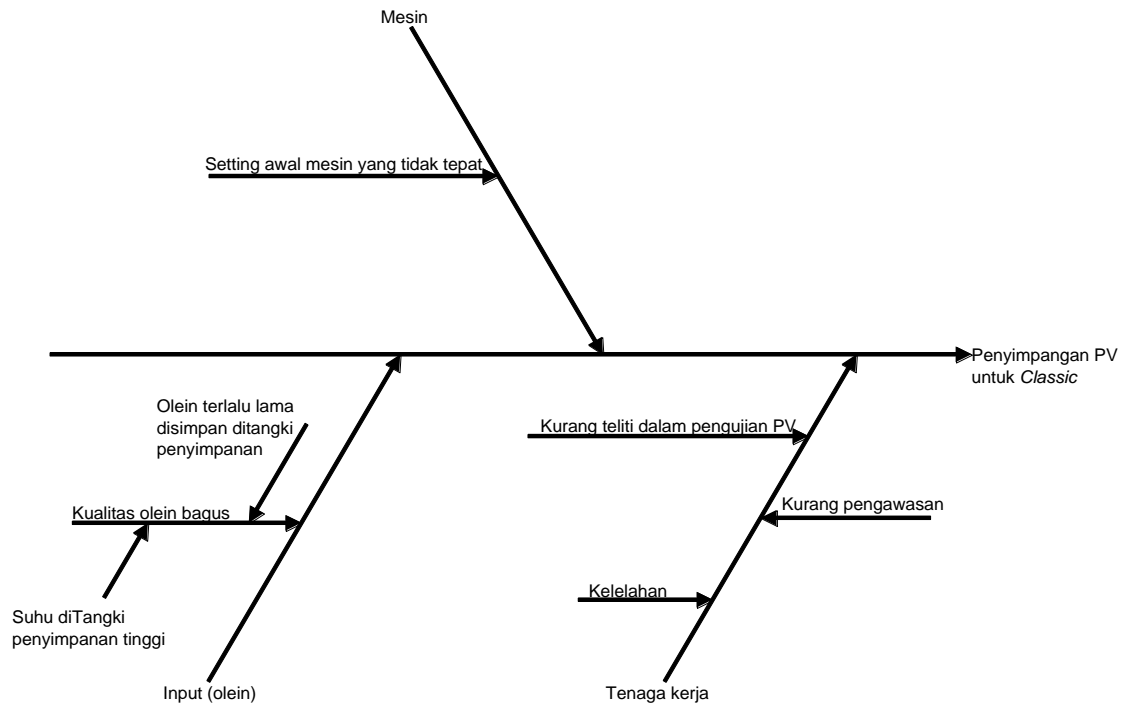 Mesin
Setting awal mesin yang tidak tepat
Penyimpangan PV
untuk Classic
Olein terlalu lama
disimpan ditangki
penyimpanan
Kurang teliti dalam pengujian PV
Kualitas olein bagus
Kurang pengawasan
Kelelahan
Suhu diTangki
penyimpanan tinggi
Input (olein)
Tenaga kerja